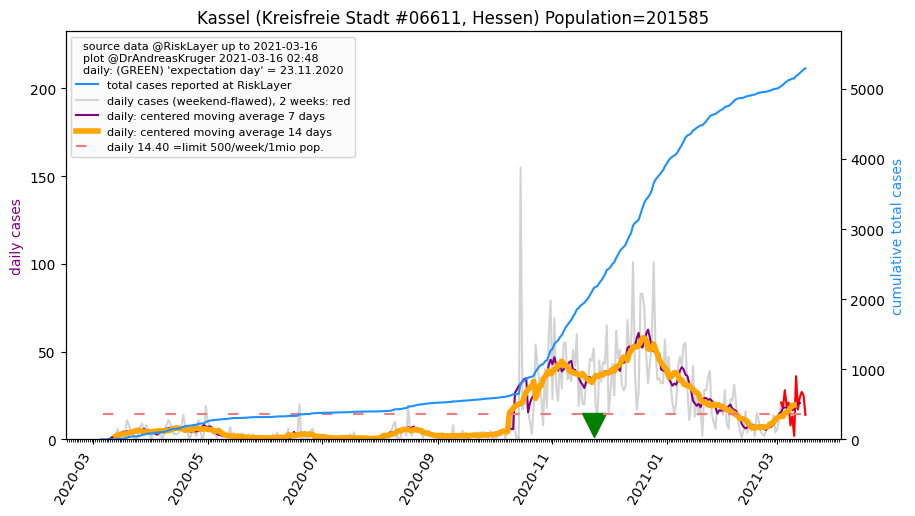 Kassel (Kreisfreie Stadt #06611, Hessen) Population=201585
source data @RiskLayer up to 2021-03-16
plot @DrAndreasKruger 2021-03-16 02:48
daily: (GREEN) 'expectation day' = 23.11.2020
total cases reported at RiskLayer
daily cases (weekend-flawed), 2 weeks: red
daily: centered moving average 7 days
daily: centered moving average 14 days
daily 14.40 =limit 500/week/1mio pop.
daily cases
200
150
100
50
0
5000
4000
3000
2000
1000
0
cumulative total cases
2020-03
2020-05
2020-07
2020-09
2020-11
2021-01
2021-03